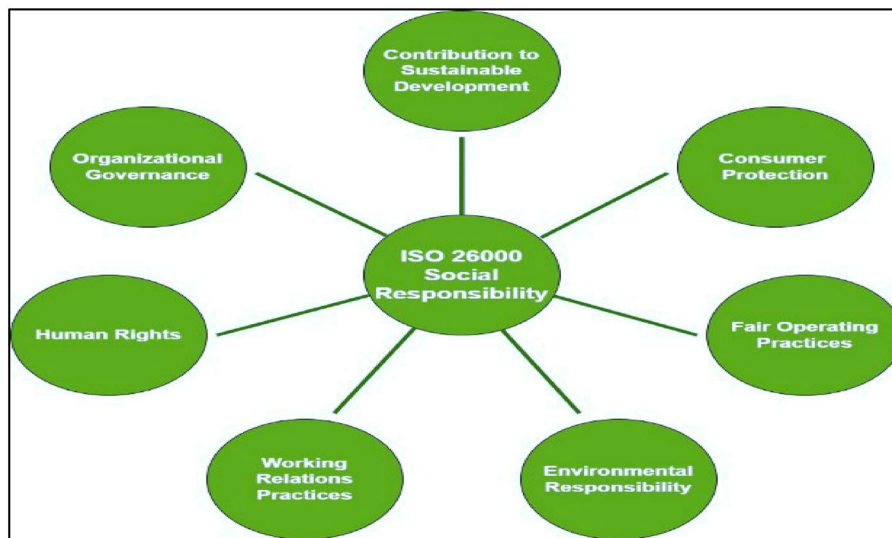 Contribution to
Sustainable
Development
Organizational
Governance
Consumer
Protection
ISO 26000
Social
Responsibility
Human Rights
Fair Operating
Practices
Working
Relations
Practices
Environmental
Responsibility